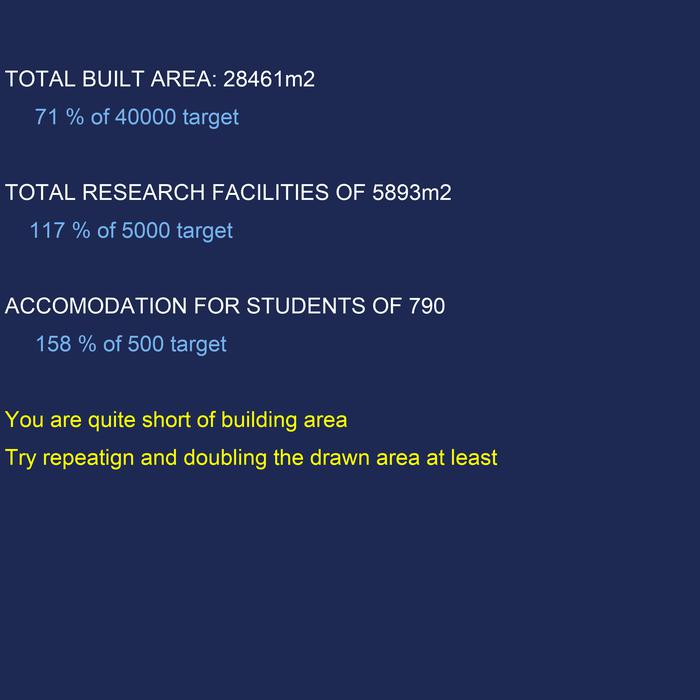 TOTAL BUILT AREA: 28461m2
71 % of 40000 target
TOTAL RESEARCH FACILITIES OF 5893m2
117 % of 5000 target
ACCOMODATION FOR STUDENTS OF 790
158 % of 500 target
You are quite short of building area
Try repeatign and doubling the drawn area at least